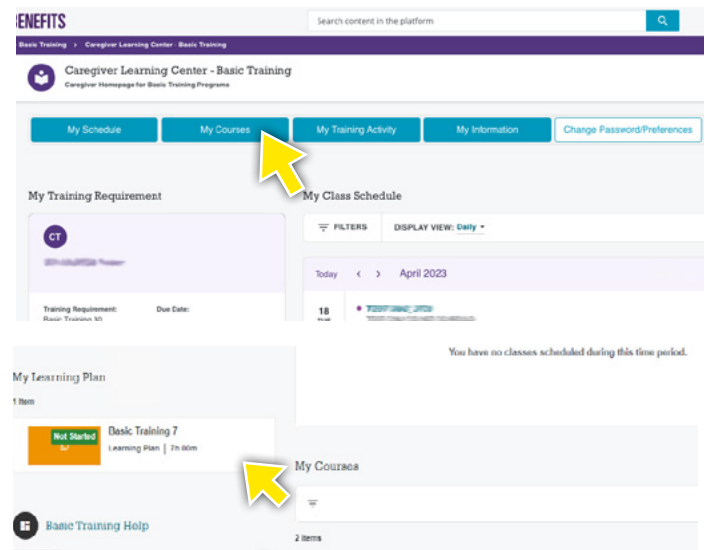 BENEFITS
Search content in the platform
Basic Training > Caregiver Learning Center - Basic Training
Caregiver Learning Center - Basic Training
Caregiver Homepage for Basic Training Programs
My Schedule
My Courses
My Training Activity
My Information
Change Password/Preferences
My Training Requirement
CT
Training Requirement:
Due Date:
Basic Training 30
My Class Schedule
FILTERS
DISPLAY VIEW: Daily
Today < > April 2023
18
TUE
You have no classes scheduled during this time period.
My Learning Plan
1 Item
Not Started
Basic Training 7
Learning Plan | 7h 00m
Basic Training Help
My Courses
2 items